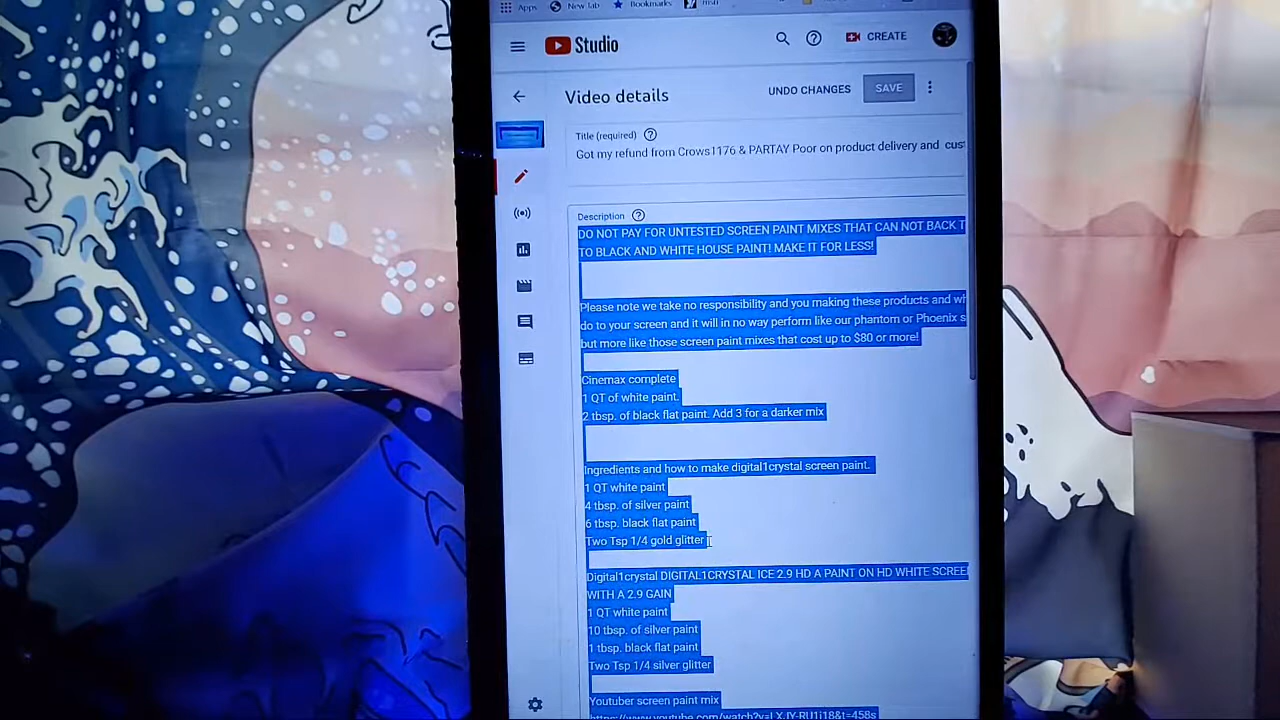 Apps New Tab Bookmarks msn
Studio
CREATE
Video details
UNDO CHANGES
SAVE
Title (required)
Got my refund from Crows1176 & PARTAY Poor on product delivery and cus
Description
DO NOT PAY FOR UNTESTED SCREEN PAINT MIXES THAT CAN NOT BACK T
TO BLACK AND WHITE HOUSE PAINT! MAKE IT FOR LESS!
Please note we take no responsibility and you making these products and wh
do to your screen and it will in no way perform like our phantom or Phoenix s
but more like those screen paint mixes that cost up to $80 or more!
Cinemax complete
1 QT of white paint.
2 tbsp. of black flat paint. Add 3 for a darker mix
Ingredients and how to make digital1crystal screen paint.
1 QT white paint
4 tbsp. of silver paint
6 tbsp. black flat paint
Two Tsp 1/4 gold glitter
Digital1crystal DIGITAL1CRYSTAL ICE 2.9 HD A PAINT ON HD WHITE SCREE
WITH A 2.9 GAIN
1 QT white paint
10 tbsp. of silver paint
1 tbsp. black flat paint
Two Tsp 1/4 silver glitter
Youtuber screen paint mix